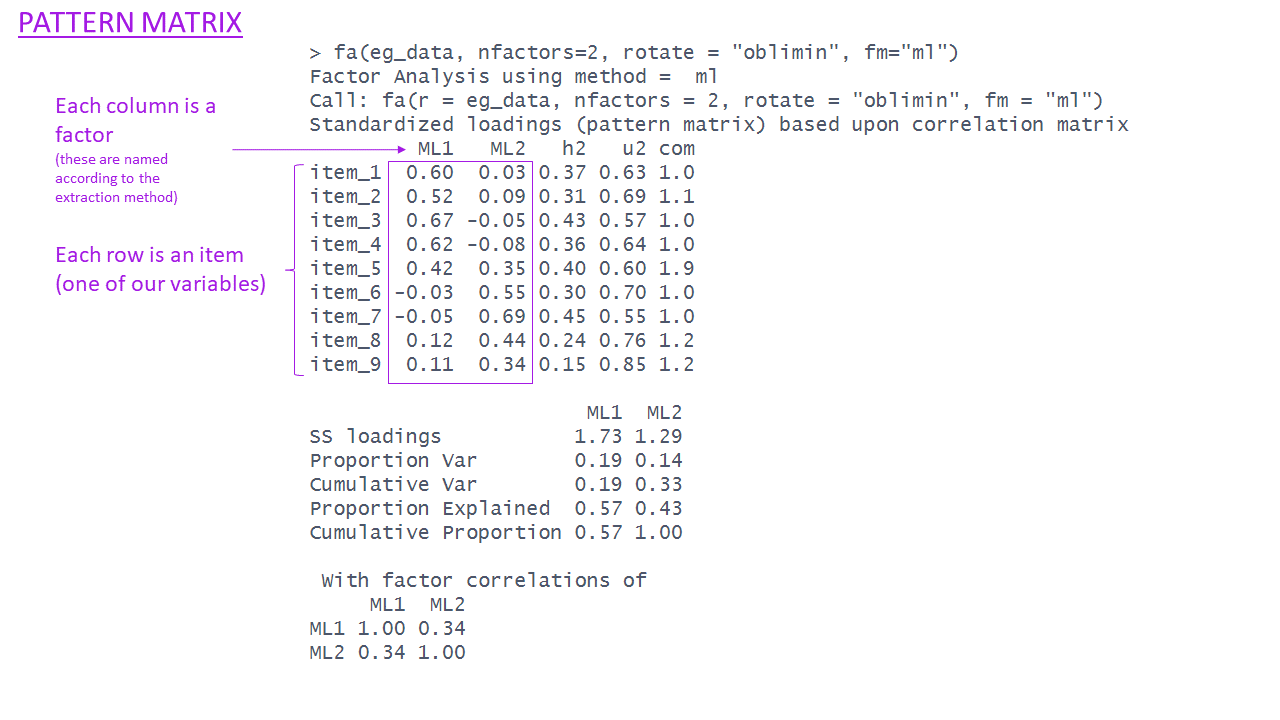 PATTERN MATRIX
> fa(eg_data, nfactors=2, rotate = "oblimin", fm="ml")
Factor Analysis using method =  ml
Call: fa(r = eg_data, nfactors = 2, rotate = "oblimin", fm = "ml")
Standardized loadings (pattern matrix) based upon correlation matrix
Each column is a
factor
(these are named
according to the
extraction method)
Each row is an item
(one of our variables)
         ML1   ML2   h2   u2 com
item_1  0.60  0.03 0.37 0.63 1.0
item_2  0.52  0.09 0.31 0.69 1.1
item_3  0.67 -0.05 0.43 0.57 1.0
item_4  0.62 -0.08 0.36 0.64 1.0
item_5  0.42  0.35 0.40 0.60 1.9
item_6 -0.03  0.55 0.30 0.70 1.0
item_7 -0.05  0.69 0.45 0.55 1.0
item_8  0.12  0.44 0.24 0.76 1.2
item_9  0.11  0.34 0.15 0.85 1.2
                       ML1  ML2
SS loadings           1.73 1.29
Proportion Var        0.19 0.14
Cumulative Var        0.19 0.33
Proportion Explained  0.57 0.43
Cumulative Proportion 0.57 1.00
 With factor correlations of
     ML1  ML2
ML1 1.00 0.34
ML2 0.34 1.00